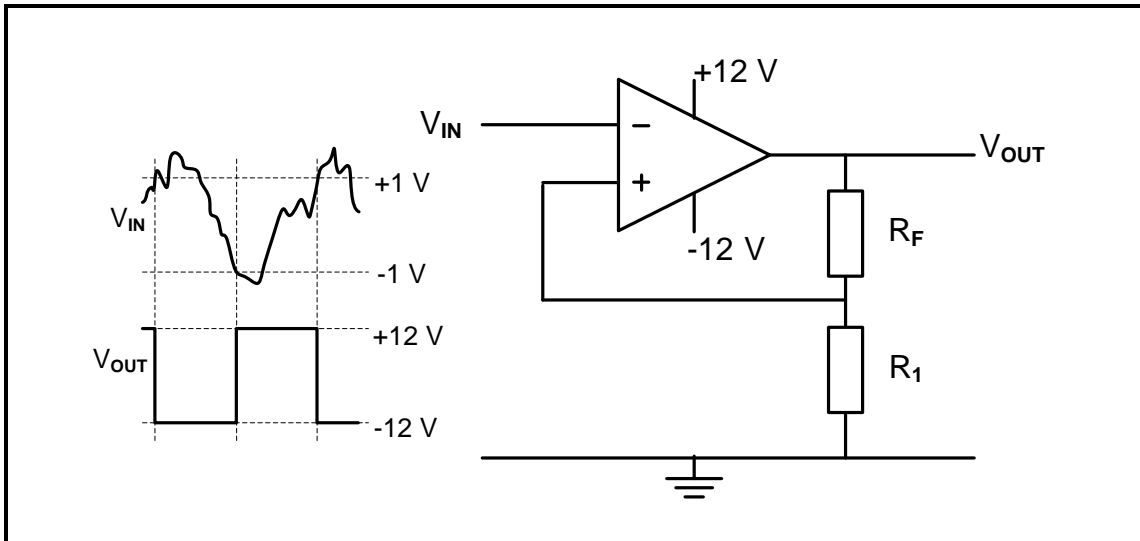 +1 V
V_IN
-1 V
+12 V
V_OUT
-12 V
+12 V
V_IN
−
+
-12 V
V_OUT
R_F
R_1